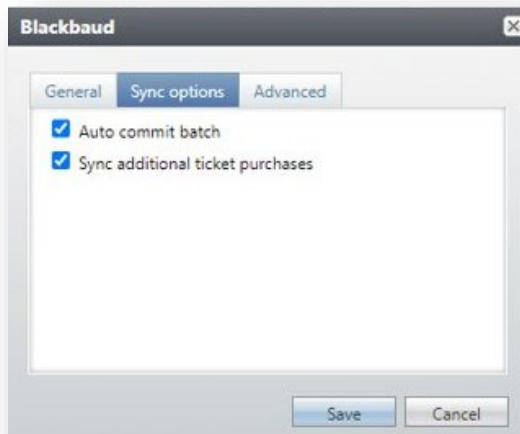 Blackbaud
General Sync options Advanced
Auto commit batch
Sync additional ticket purchases
Save Cancel